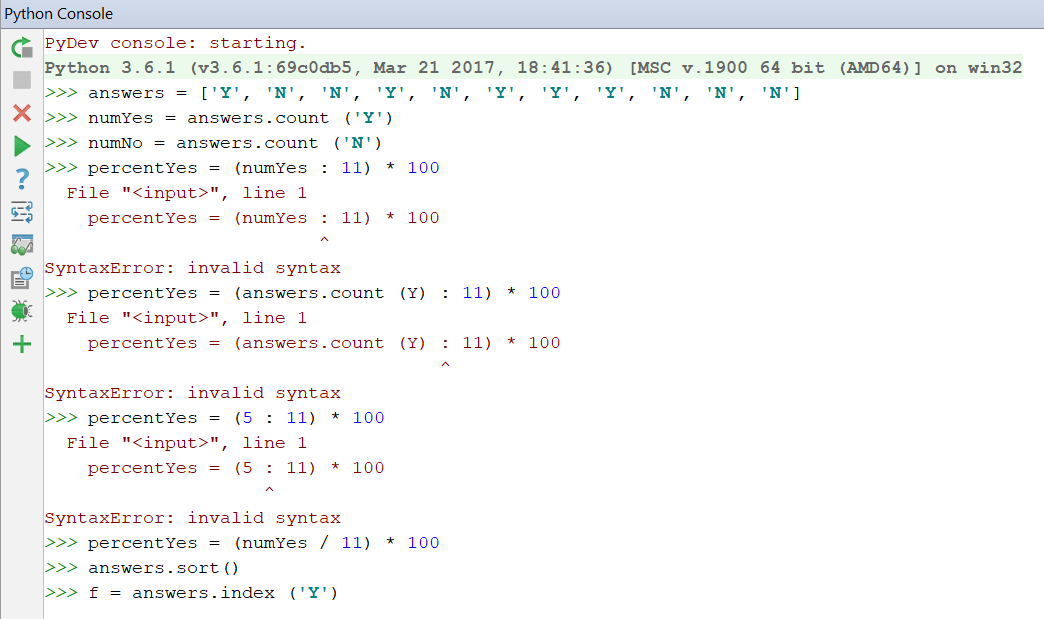 Python Console
PyDev console: starting.
Python 3.6.1 (v3.6.1:69c0db5, Mar 21 2017, 18:41:36) [MSC v.1900 64 bit (AMD64)] on win32
>>> answers = ['Y', 'N', 'N', 'Y', 'N', 'Y', 'Y', 'Y', 'N', 'N', 'N']
>>> numYes = answers.count ('Y')
>>> numNo = answers.count ('N')
>>> percentYes = (numYes : 11) * 100
  File "<input>", line 1
    percentYes = (numYes : 11) * 100
                         ^
SyntaxError: invalid syntax
>>> percentYes = (answers.count (Y) : 11) * 100
  File "<input>", line 1
    percentYes = (answers.count (Y) : 11) * 100
                                    ^
SyntaxError: invalid syntax
>>> percentYes = (5 : 11) * 100
  File "<input>", line 1
    percentYes = (5 : 11) * 100
                    ^
SyntaxError: invalid syntax
>>> percentYes = (numYes / 11) * 100
>>> answers.sort()
>>> f = answers.index ('Y')